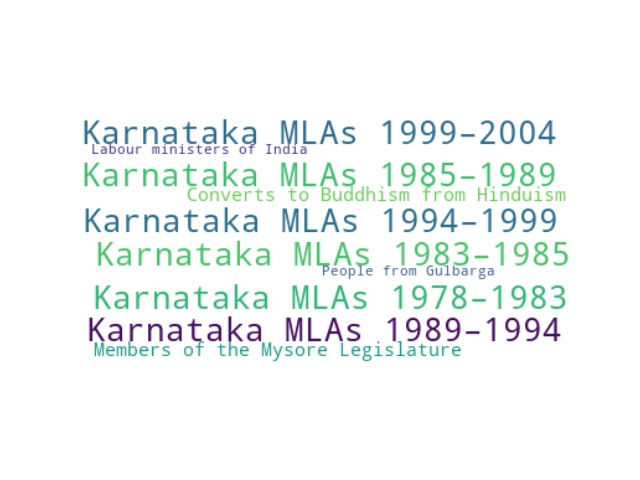 Karnataka MLAs 1999–2004
Labour ministers of India
Karnataka MLAs 1985–1989
Converts to Buddhism from Hinduism
Karnataka MLAs 1994–1999
Karnataka MLAs 1983–1985
People from Gulbarga
Karnataka MLAs 1978–1983
Karnataka MLAs 1989–1994
Members of the Mysore Legislature